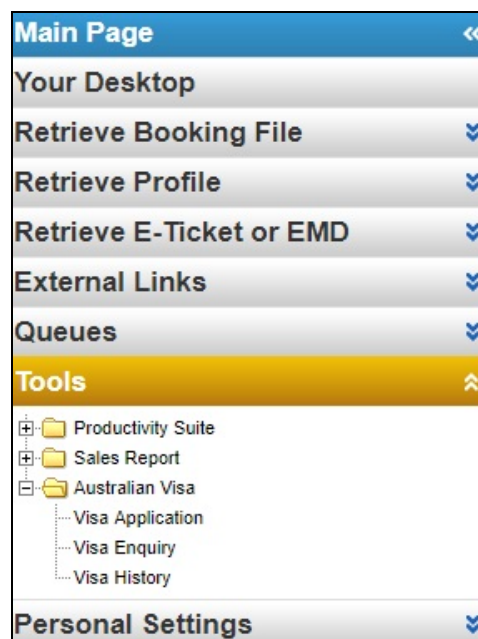 Main Page
Your Desktop
Retrieve Booking File
Retrieve Profile
Retrieve E-Ticket or EMD
External Links
Queues
Tools
Productivity Suite
Sales Report
Australian Visa
Visa Application
Visa Enquiry
Visa History
Personal Settings